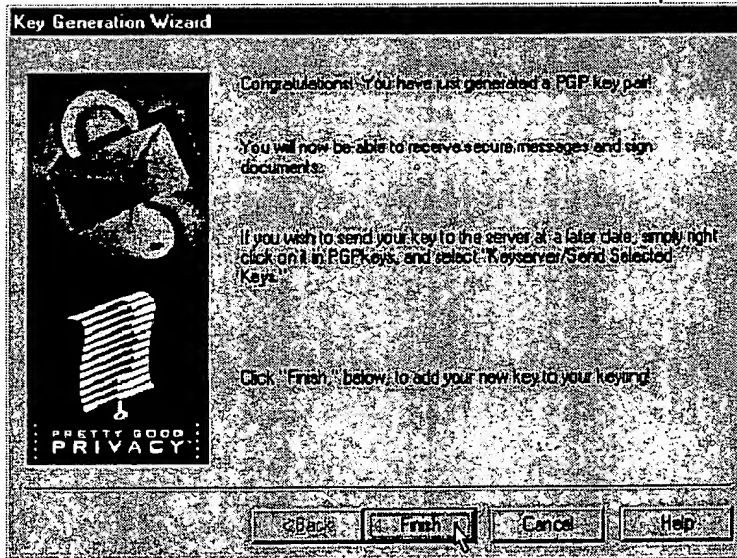 Key Generation Wizard
Congratulations! You have just generated a PGP key pair!
You will now be able to receive secure messages and sign
documents.
If you wish to send your key to the server at a later date, simply right
click on it in PGPkeys, and select "Keyserver/Send Selected
Keys."
Click "Finish," below, to add your new key to your keyring!
PRETTY GOOD
PRIVACY
<Back
Finish
Cancel
Help